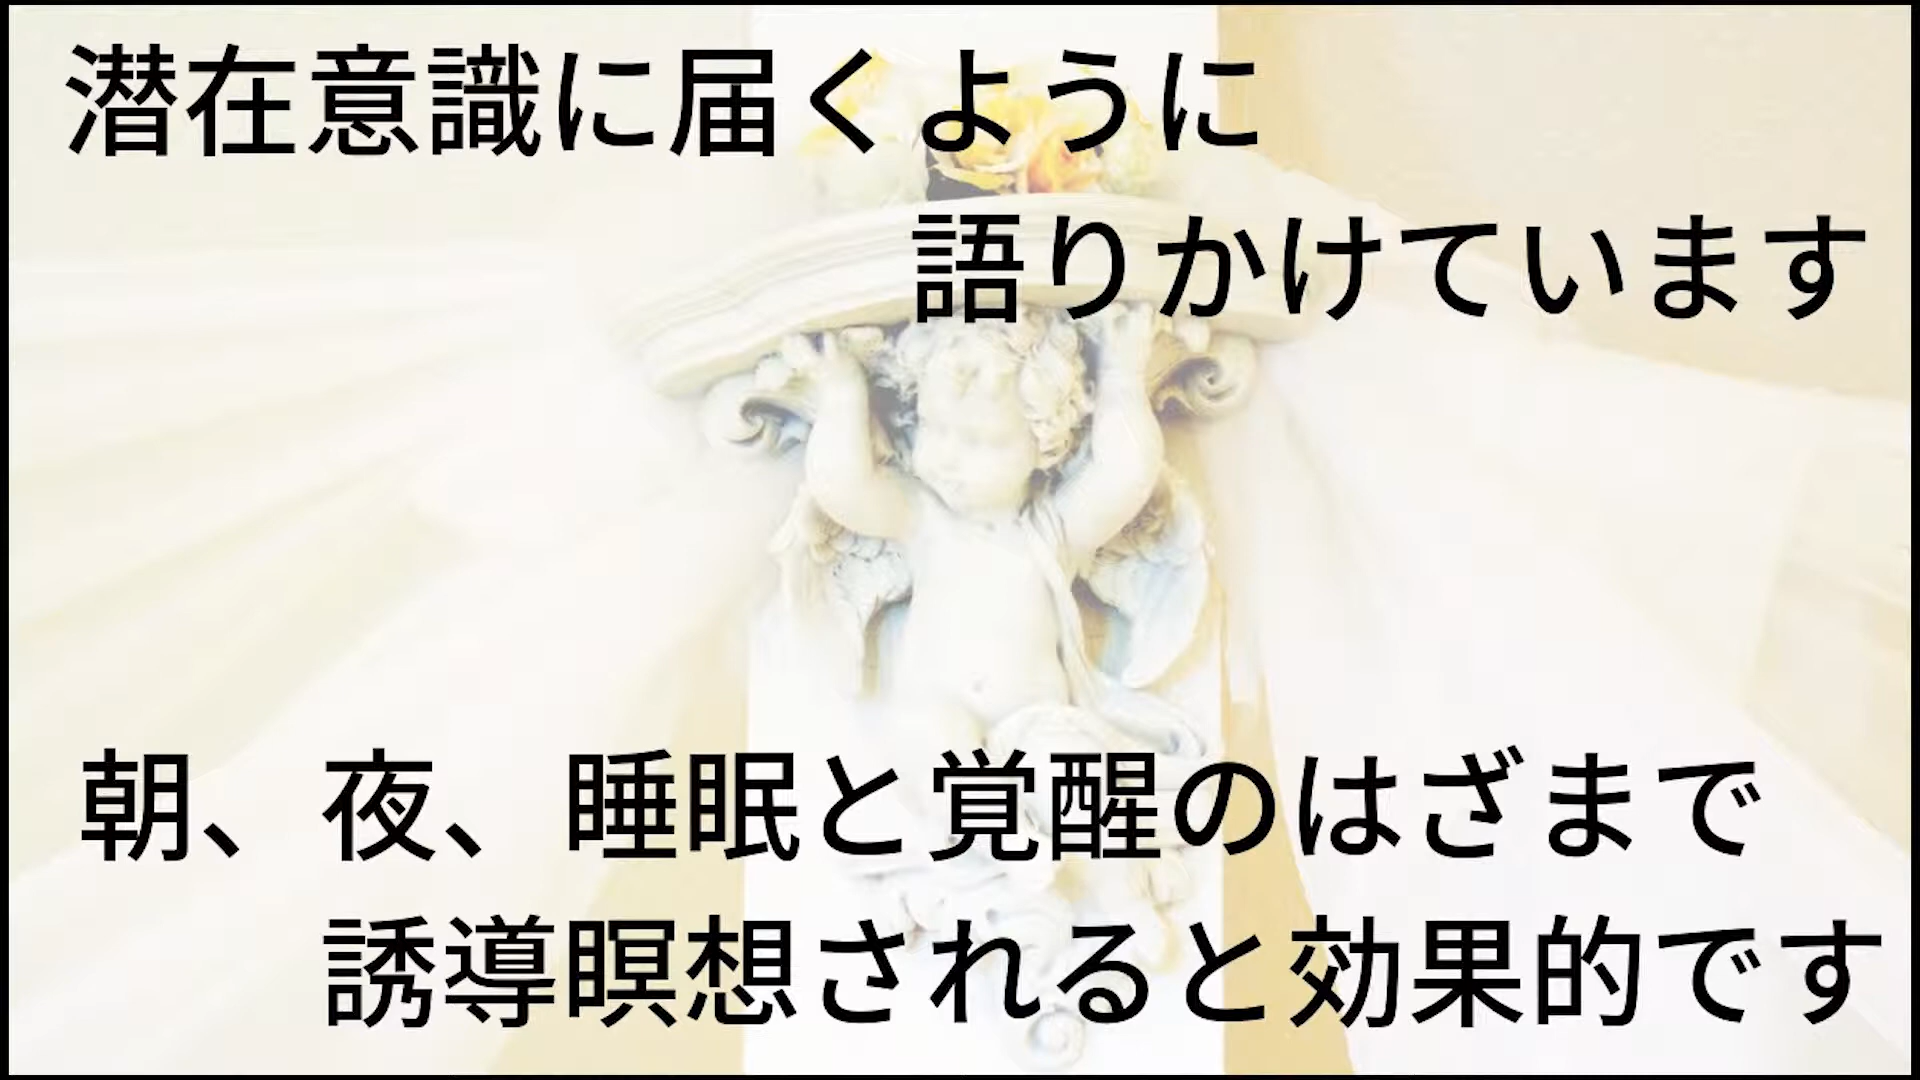 潜在意識に届くように
語りかけています
朝、夜、睡眠と覚醒のはざまで
誘導瞑想されると効果的です